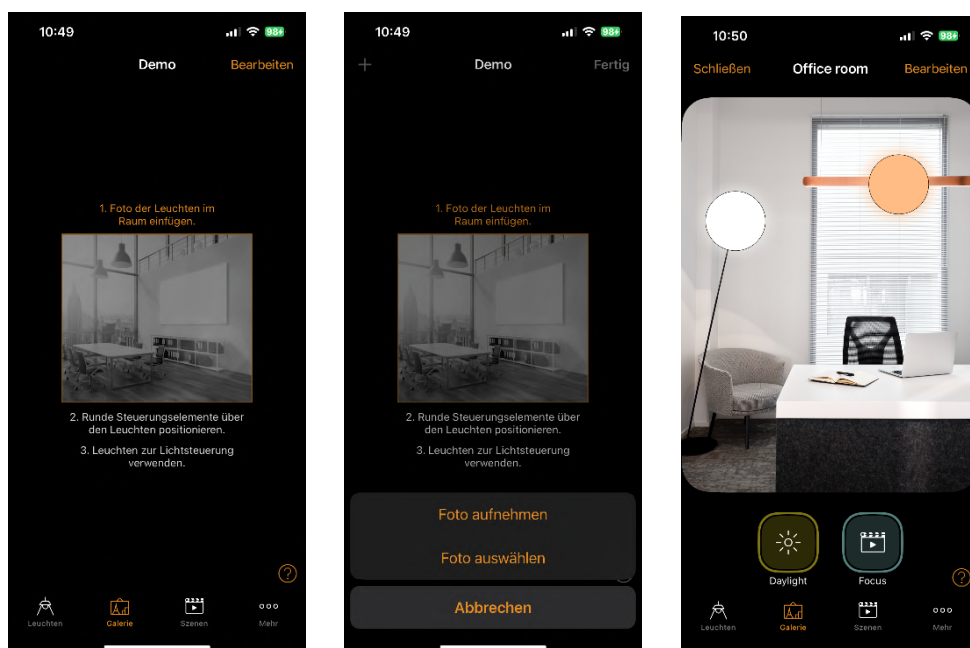 10:49
98
Demo
Bearbeiten
1. Foto der Leuchten im
Raum einfügen.
2. Runde Steuerungselemente über
den Leuchten positionieren.
3. Leuchten zur Lichtsteuerung
verwenden.
?
Leuchten
Galerie
Szenen
Mehr
10:49
98
+
Demo
Fertig
1. Foto der Leuchten im
Raum einfügen.
2. Runde Steuerungselemente über
den Leuchten positionieren.
3. Leuchten zur Lichtsteuerung
verwenden.
Foto aufnehmen
Foto auswählen
Abbrechen
10:50
98
Schließen
Office room
Bearbeiten
Daylight
Focus
?
Leuchten
Galerie
Szenen
Mehr